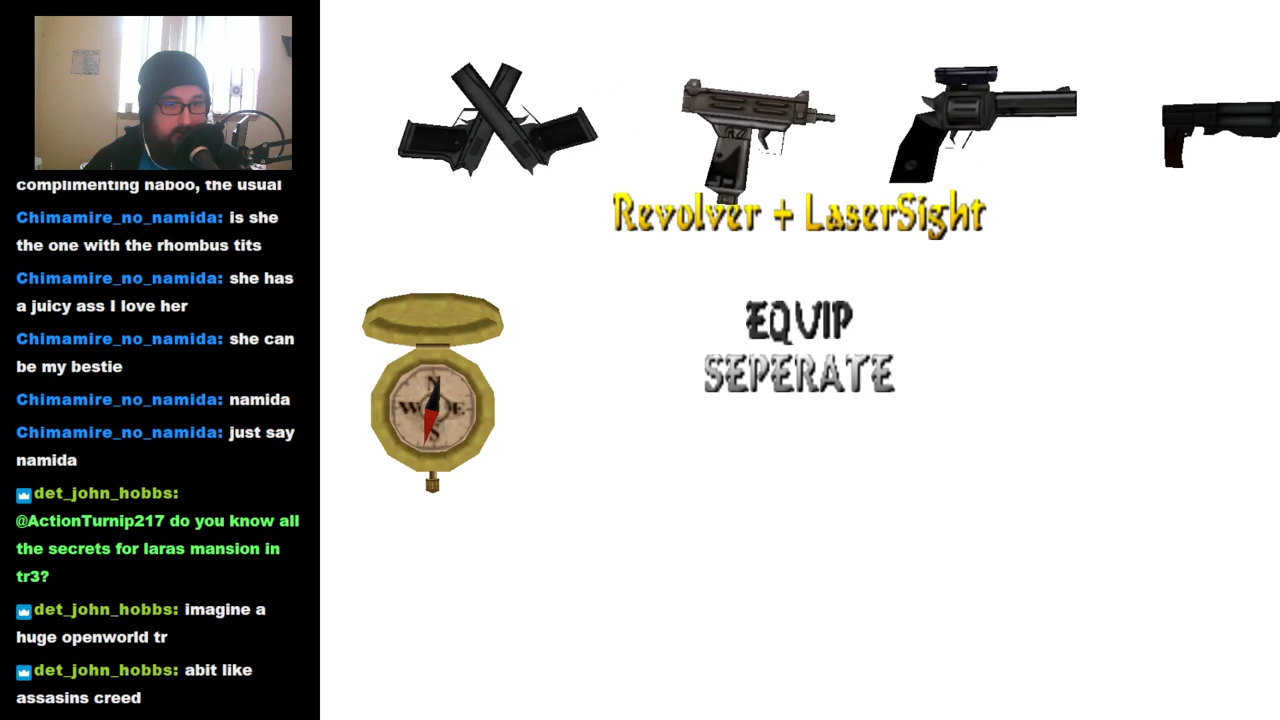 complimenting naboo, the usual
Chimamire_no_namida: is she
the one with the rhombus tits
Chimamire_no_namida: she has
a juicy ass I love her
Chimamire_no_namida: she can
be my bestie
Chimamire_no_namida: namida
Chimamire_no_namida: just say
namida
det_john_hobbs:
@ActionTurnip217 do you know all
the secrets for laras mansion in
tr3?
det_john_hobbs: imagine a
huge openworld tr
det_john_hobbs: abit like
assasins creed
Revolver + LaserSight
EQUIP
SEPERATE
N
W E
S